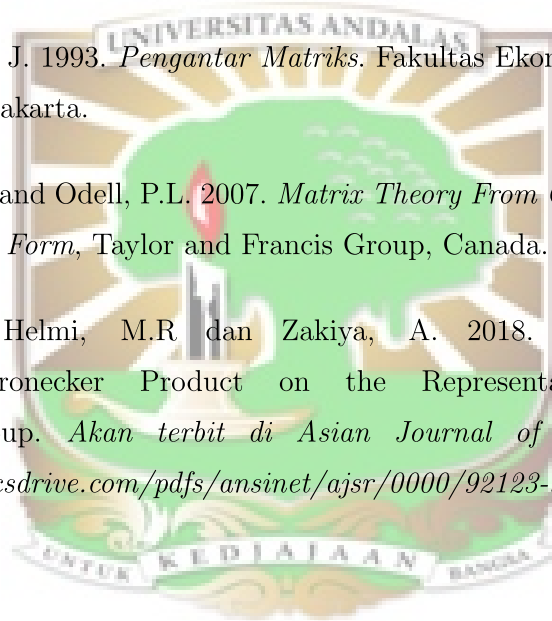 UNIVERSITAS ANDALAS
J. 1993. Pengantar Matriks. Fakultas Ekon
akarta.
and Odell, P.L. 2007. Matrix Theory From
Form, Taylor and Francis Group, Canada.
Helmi, M.R dan Zakiya, A. 2018.
ronecker Product on the Representa
up. Akan terbit di Asian Journal of
csdrive.com/pdfs/ansinet/ajsr/0000/92123-
UNTUK KEDJAJAAN BANGSA